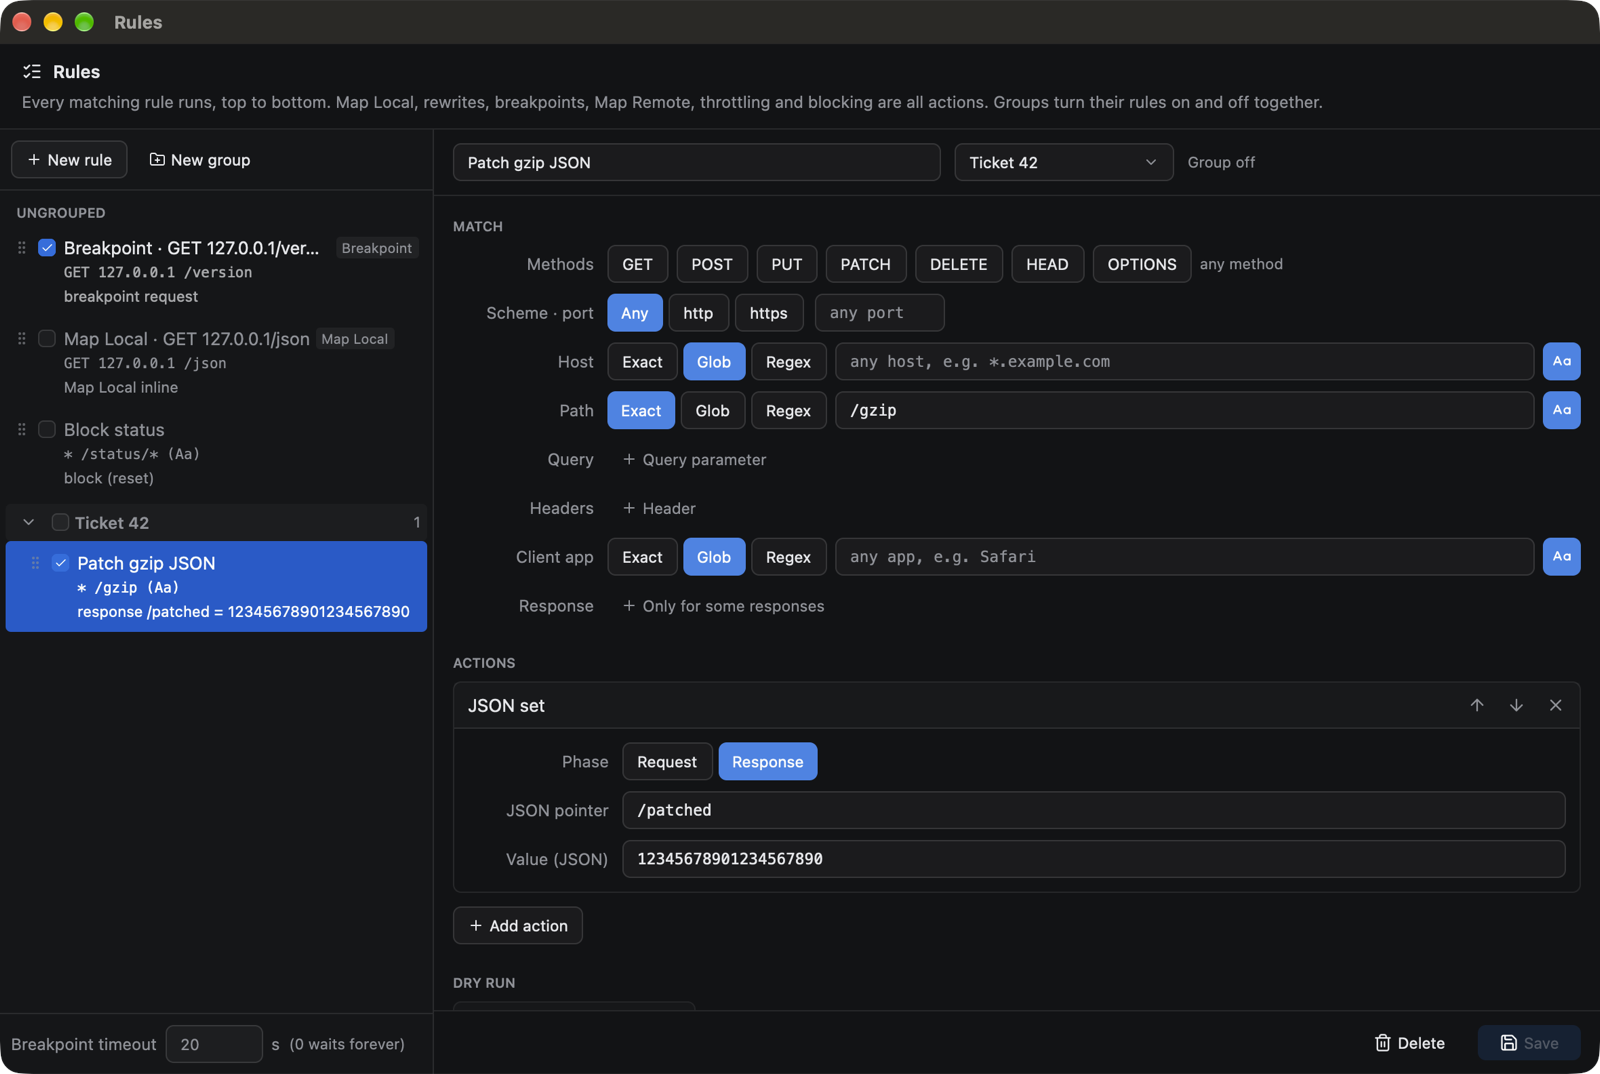 Rules
Rules
Every matching rule runs, top to bottom. Map Local, rewrites, breakpoints, Map Remote, throttling and blocking are all actions. Groups turn their rules on and off together.
+ New rule
New group
UNGROUPED
Breakpoint · GET 127.0.0.1/ver... Breakpoint
GET 127.0.0.1 /version
breakpoint request
Map Local · GET 127.0.0.1/json Map Local
GET 127.0.0.1 /json
Map Local inline
Block status
* /status/* (Aa)
block (reset)
Ticket 42 1
Patch gzip JSON
* /gzip (Aa)
response /patched = 12345678901234567890
Breakpoint timeout 20 s (0 waits forever)
Patch gzip JSON Ticket 42 Group off
MATCH
Methods GET POST PUT PATCH DELETE HEAD OPTIONS any method
Scheme · port Any http https any port
Host Exact Glob Regex any host, e.g. *.example.com Aa
Path Exact Glob Regex /gzip Aa
Query + Query parameter
Headers + Header
Client app Exact Glob Regex any app, e.g. Safari Aa
Response + Only for some responses
ACTIONS
JSON set
Phase Request Response
JSON pointer /patched
Value (JSON) 12345678901234567890
+ Add action
DRY RUN
Delete Save